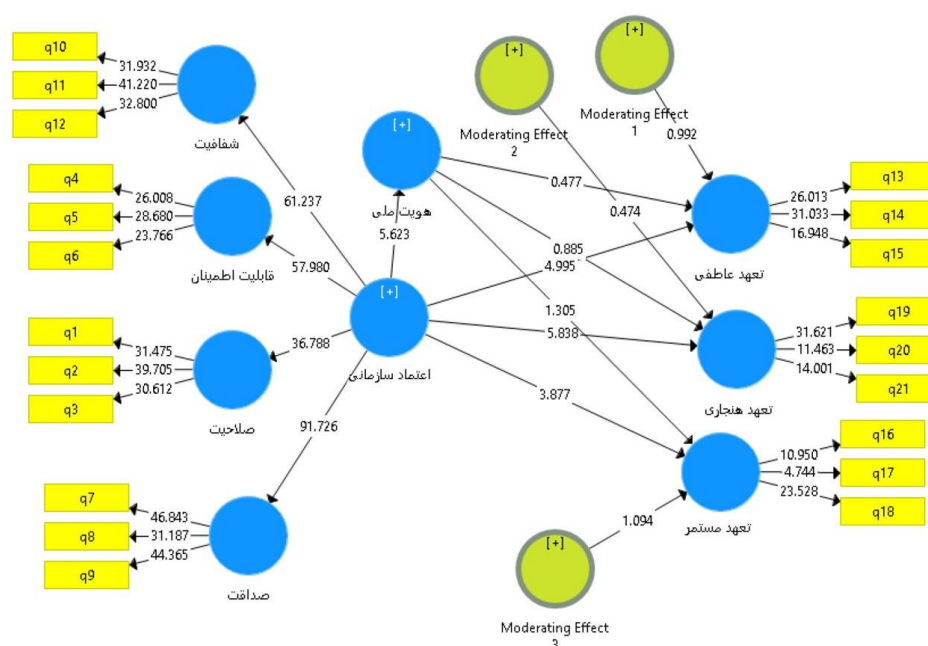 [+]
Moderating Effect
1
[+]
Moderating Effect
2
q10
q11
q12
31.932
41.220
32.800
شفافیت
[+]
هویت ملی
0.992
0.477
0.474
q13
q14
q15
26.013
31.033
16.948
تعهد عاطفی
q4
q5
q6
26.008
28.680
23.766
قابلیت اطمینان
61.237
57.980
5.623
0.885
4.995
1.305
[+]
اعتماد سازمانی
5.838
3.877
q19
q20
q21
31.621
11.463
14.001
تعهد هنجاری
q1
q2
q3
31.475
39.705
30.612
صلاحیت
36.788
91.726
q16
q17
q18
10.950
4.744
23.528
تعهد مستمر
q7
q8
q9
46.843
31.187
44.365
صداقت
1.094
[+]
Moderating Effect
3